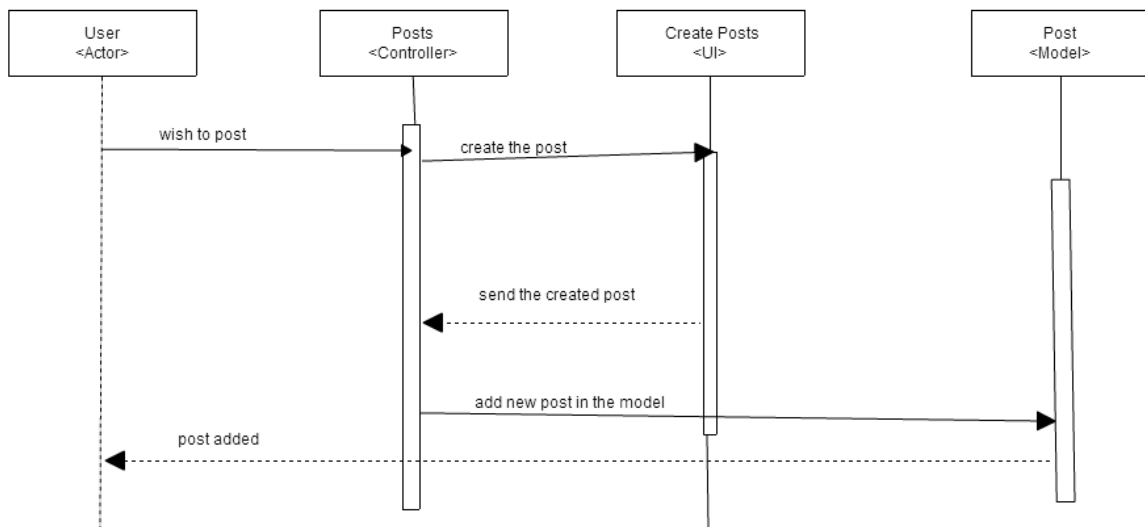 User
<Actor>
Posts
<Controller>
Create Posts
<UI>
Post
<Model>
wish to post
create the post
send the created post
add new post in the model
post added